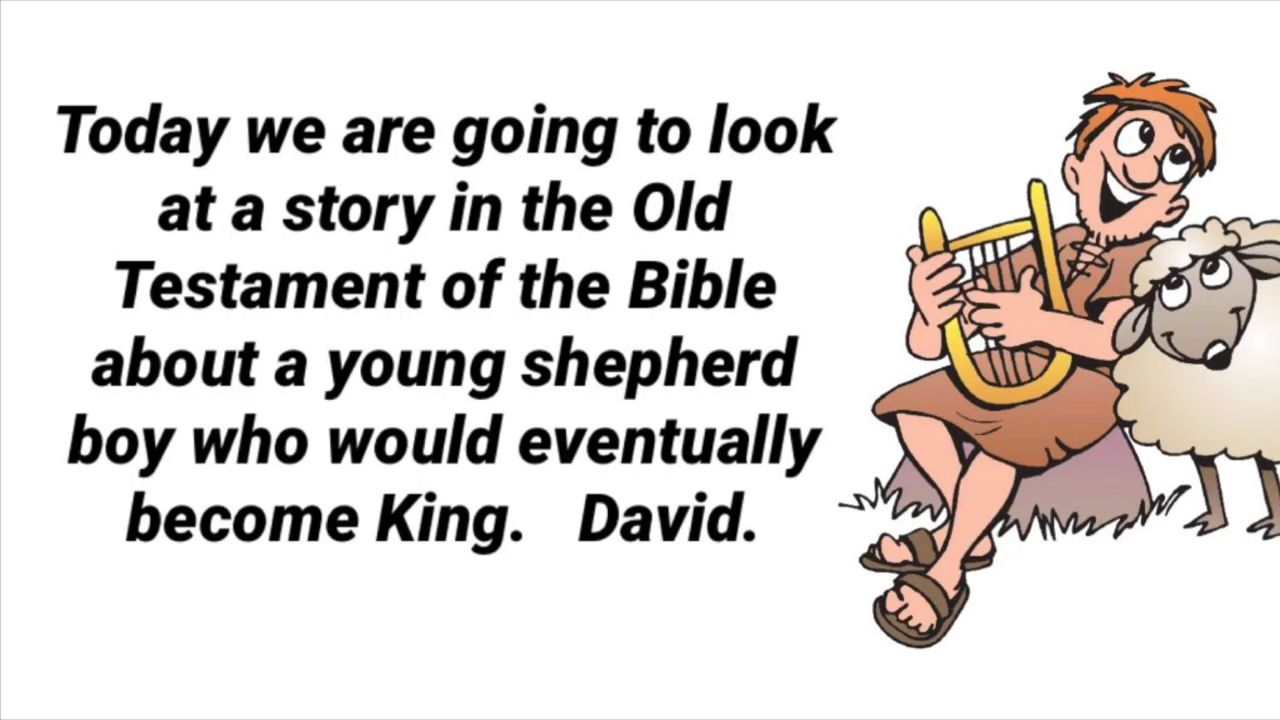 Today we are going to look
at a story in the Old
Testament of the Bible
about a young shepherd
boy who would eventually
become King.   David.